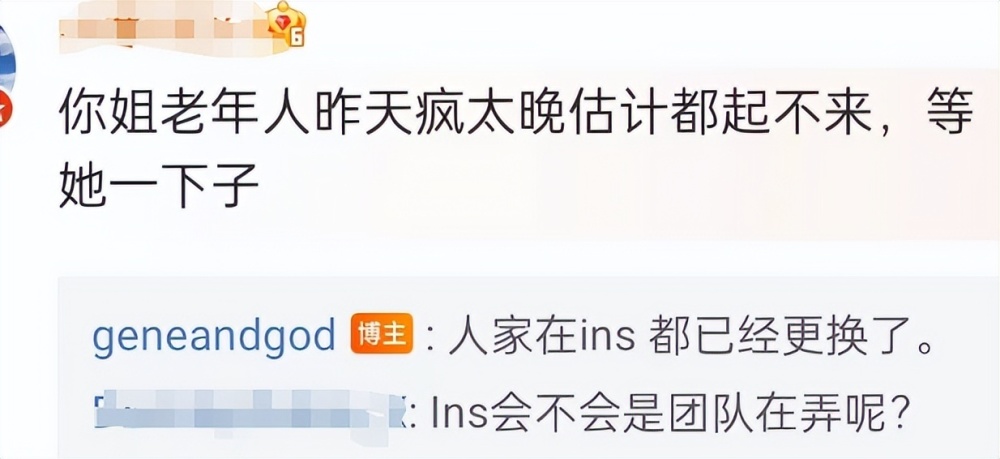 6
你姐老年人昨天疯太晚估计都起不来，等
她一下子
geneandgod 博主 : 人家在ins 都已经更换了。
: Ins会不会是团队在弄呢?